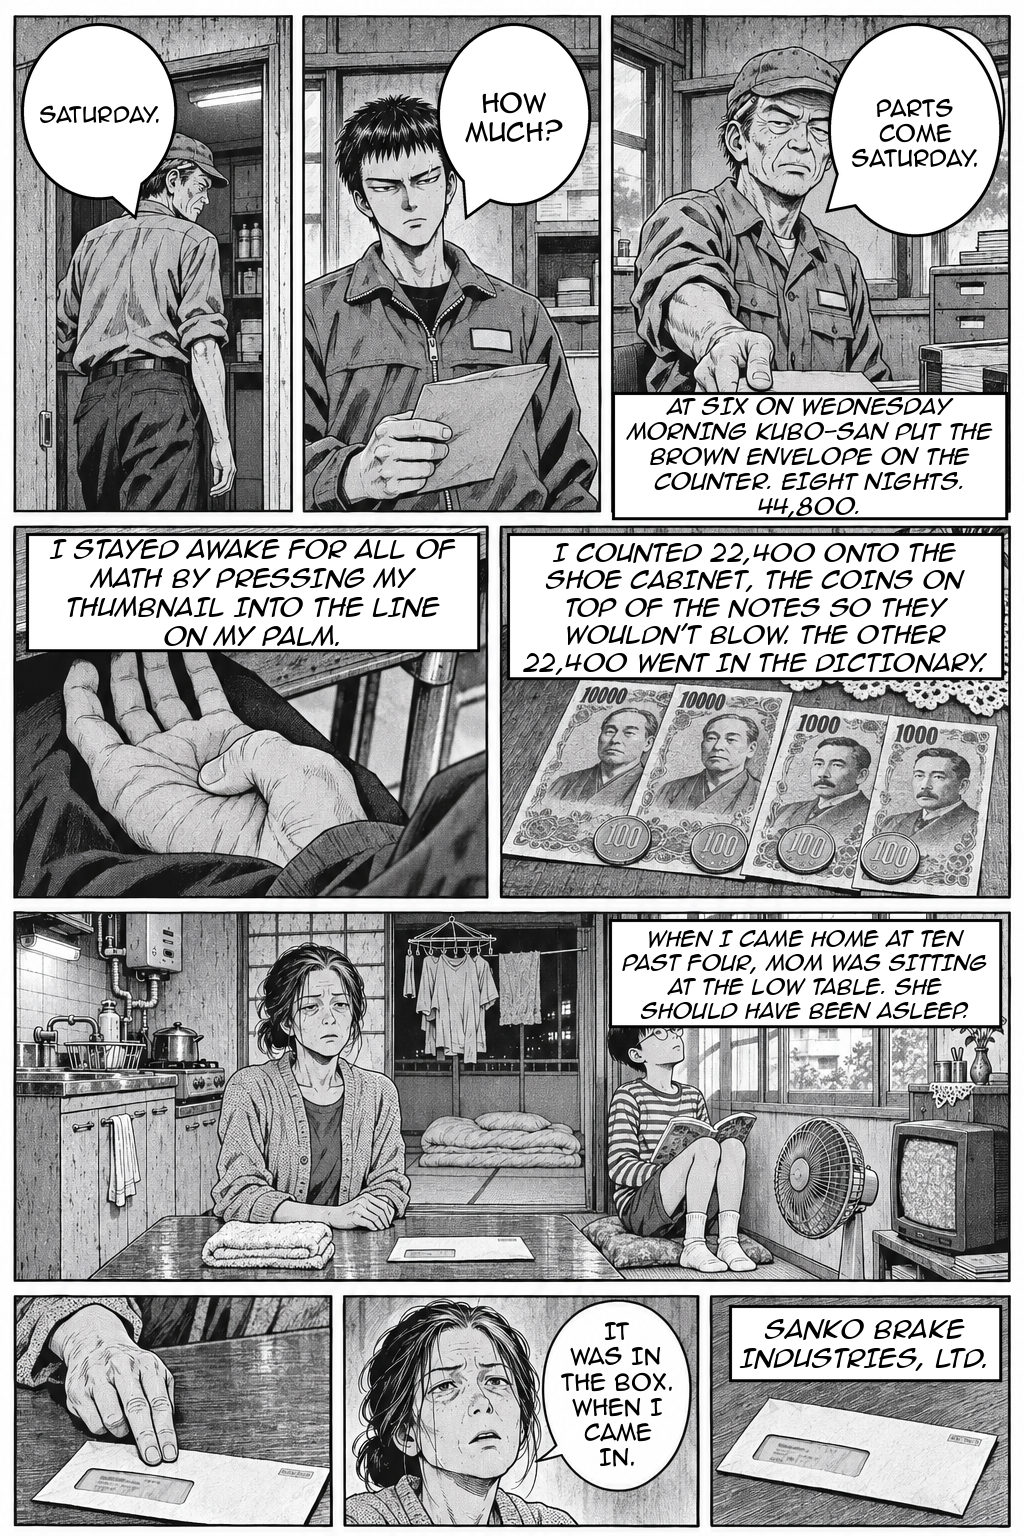 PARTS
COME
SATURDAY.
AT SIX ON WEDNESDAY
MORNING KUBO-SAN PUT THE
BROWN ENVELOPE ON THE
COUNTER. EIGHT NIGHTS.
44,800.
HOW
MUCH?
SATURDAY.
I COUNTED 22,400 ONTO THE
SHOE CABINET, THE COINS ON
TOP OF THE NOTES SO THEY
WOULDN'T BLOW. THE OTHER
22,400 WENT IN THE DICTIONARY.
10000
10000
1000
1000
100
100
100
100
I STAYED AWAKE FOR ALL OF
MATH BY PRESSING MY
THUMBNAIL INTO THE LINE
ON MY PALM.
WHEN I CAME HOME AT TEN
PAST FOUR, MOM WAS SITTING
AT THE LOW TABLE. SHE
SHOULD HAVE BEEN ASLEEP.
SANKO BRAKE
INDUSTRIES, LTD.
IT
WAS IN
THE BOX.
WHEN I
CAME
IN.